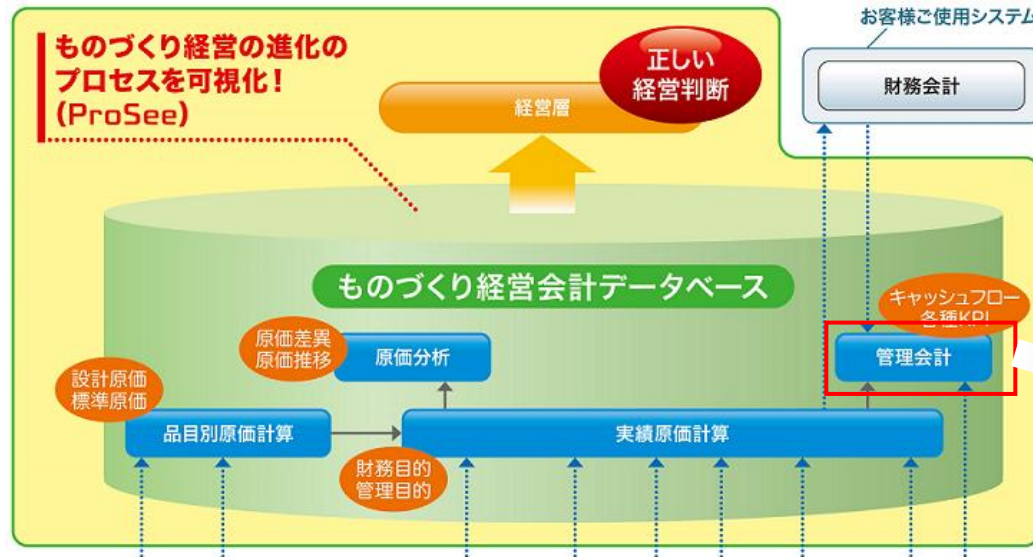 お客様ご使用システム
財務会計
ものづくり経営の進化の
プロセスを可視化！
(ProSee)
正しい
経営判断
経営層
ものづくり経営会計データベース
キャッシュフロー
各種KPI
原価差異
原価推移
原価分析
管理会計
設計原価
標準原価
品目別原価計算
実績原価計算
財務目的
管理目的